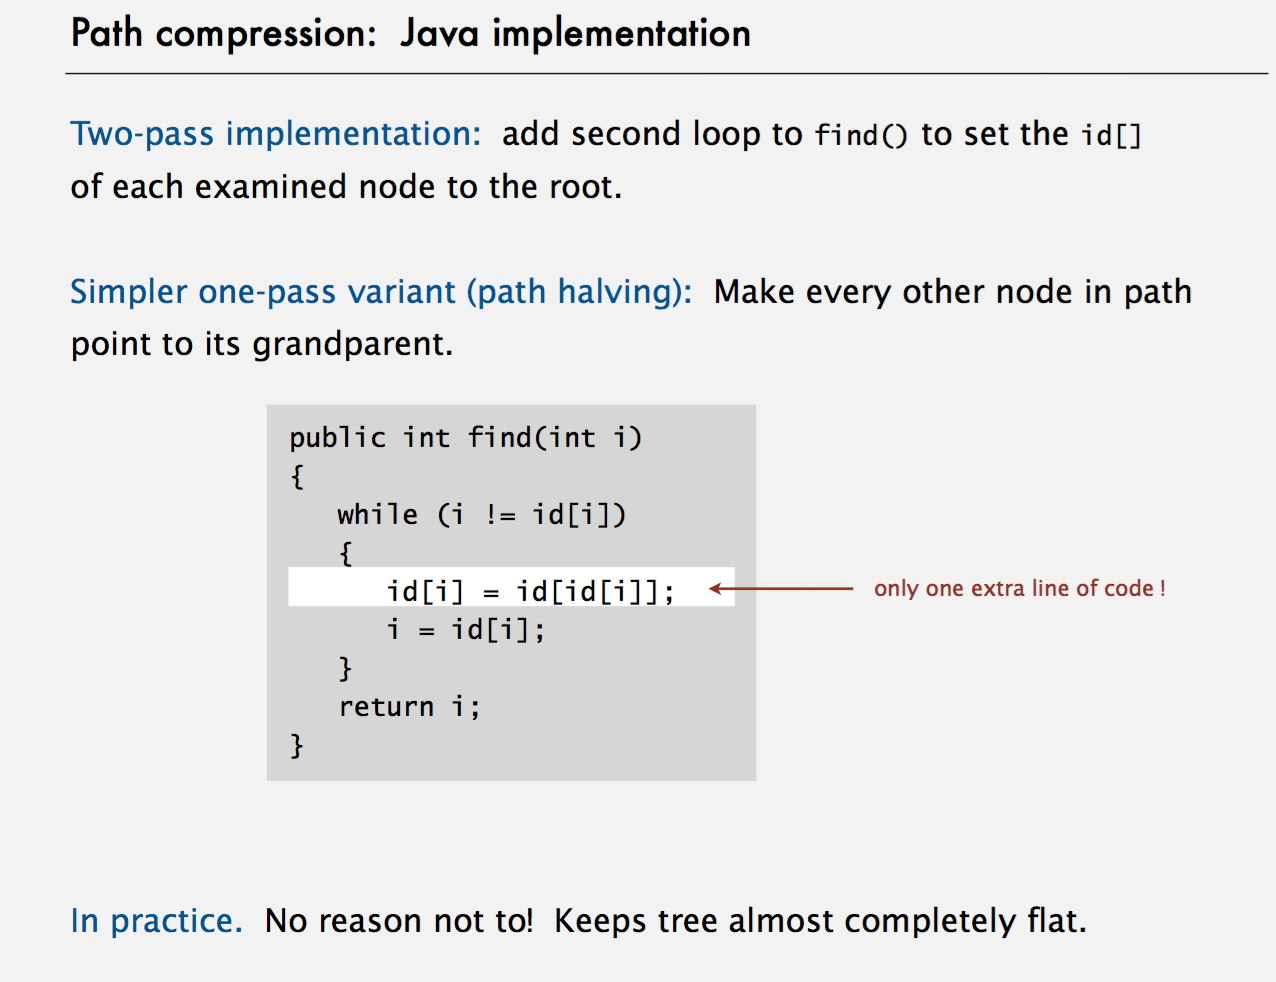 Path compression: Java implementation
Two-pass implementation: add second loop to find() to set the id[]
of each examined node to the root.
Simpler one-pass variant (path halving): Make every other node in path
point to its grandparent.
public int find(int i)
{
while (i != id[i])
{
id[i] = id[id[i]];
only one extra line of code !
i = id[i];
}
return i;
}
In practice. No reason not to! Keeps tree almost completely flat.